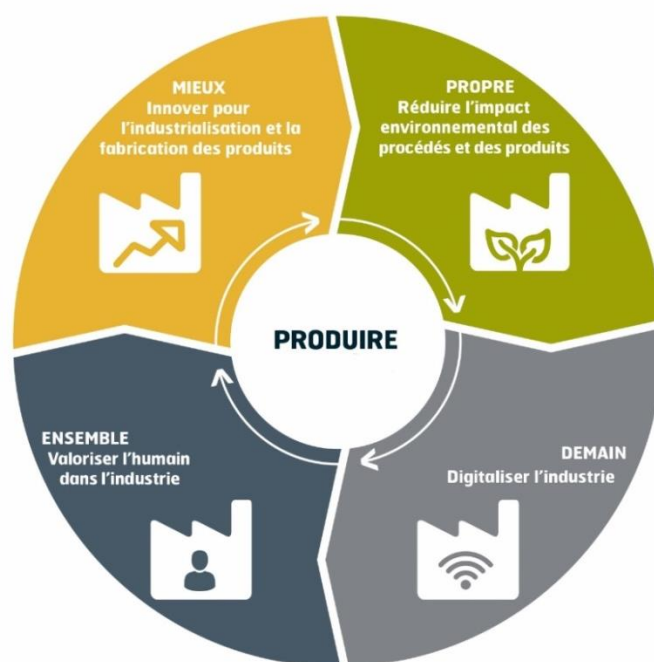 MIEUX
Innover pour
l'industrialisation et la
fabrication des produits
PROPRE
Réduire l'impact
environnemental des
procédés et des produits
PRODUIRE
ENSEMBLE
Valoriser l'humain
dans l'industrie
DEMAIN
Digitaliser l'industrie